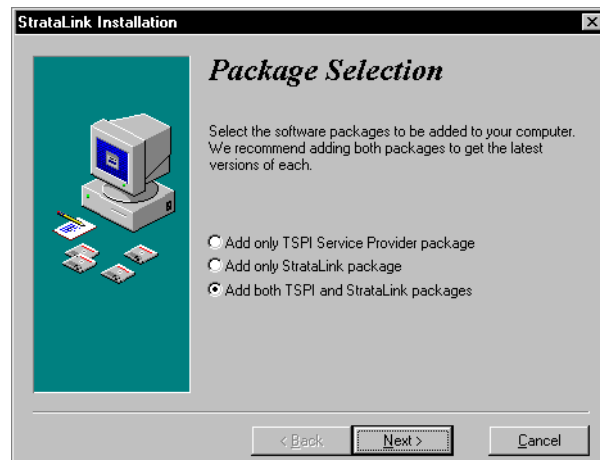 StrataLink Installation
Package Selection
Select the software packages to be added to your computer.
We recommend adding both packages to get the latest
versions of each.
Add only TSPI Service Provider package
Add only StrataLink package
Add both TSPI and StrataLink packages
< Back
Next >
Cancel